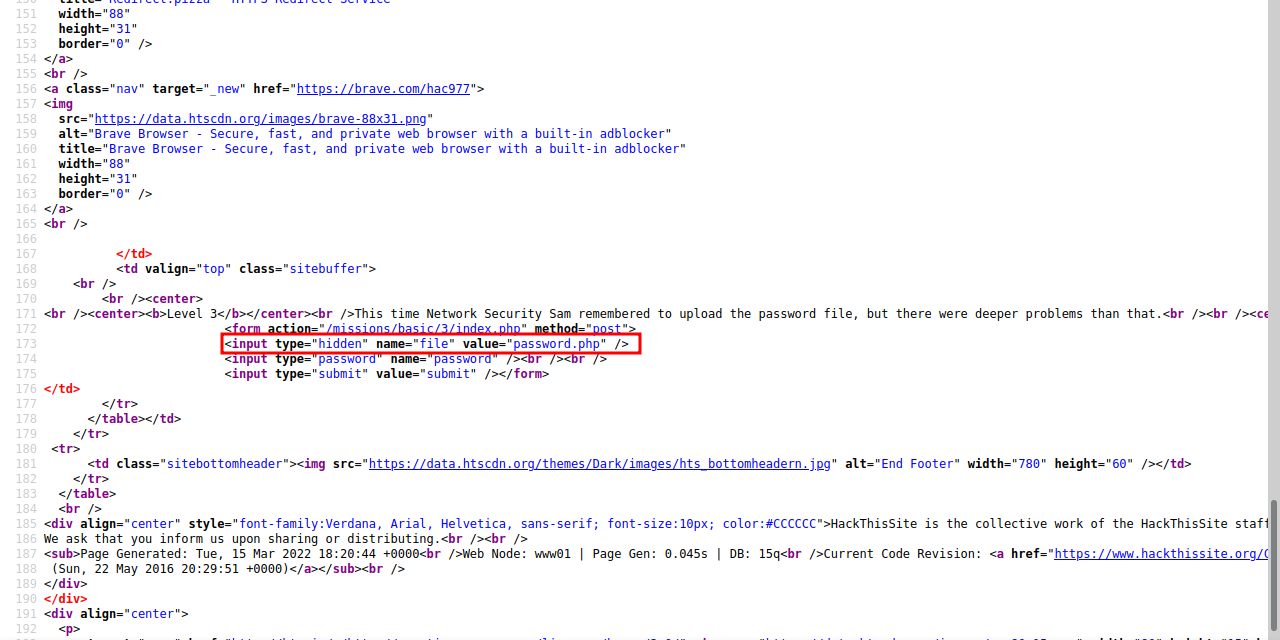 title="Redirect.pizza - HTTPS Redirect Service"
151 width="88"
152 height="31"
153 border="0" />
154 </a>
155 <br />
156 <a class="nav" target="_new" href="https://brave.com/hac977">
157 <img
158 src="https://data.htscdn.org/images/brave-88x31.png"
159 alt="Brave Browser - Secure, fast, and private web browser with a built-in adblocker"
160 title="Brave Browser - Secure, fast, and private web browser with a built-in adblocker"
161 width="88"
162 height="31"
163 border="0" />
164 </a>
165 <br />
166
167 </td>
168 <td valign="top" class="sitebuffer">
169 <br />
170 <br /><center>
171 <br /><center><b>Level 3</b></center><br />This time Network Security Sam remembered to upload the password file, but there were deeper problems than that.<br /><br /><ce
172 <form action="/missions/basic/3/index.php" method="post">
173 <input type="hidden" name="file" value="password.php" />
174 <input type="password" name="password" /><br /><br />
175 <input type="submit" value="submit" /></form>
176 </td>
177 </tr>
178 </table></td>
179 </tr>
180 <tr>
181 <td class="sitebottomheader"><img src="https://data.htscdn.org/themes/Dark/images/hts_bottomheadern.jpg" alt="End Footer" width="780" height="60" /></td>
182 </tr>
183 </table>
184 <br />
185 <div align="center" style="font-family:Verdana, Arial, Helvetica, sans-serif; font-size:10px; color:#CCCCCC">HackThisSite is the collective work of the HackThisSite staff
186 We ask that you inform us upon sharing or distributing.<br /><br />
187 <sub>Page Generated: Tue, 15 Mar 2022 18:20:44 +0000<br />Web Node: www01 | Page Gen: 0.045s | DB: 15q<br />Current Code Revision: <a href="https://www.hackthissite.org/
188 (Sun, 22 May 2016 20:29:51 +0000)</a></sub><br />
189 </div>
190 </div>
191 <div align="center">
192 <p>